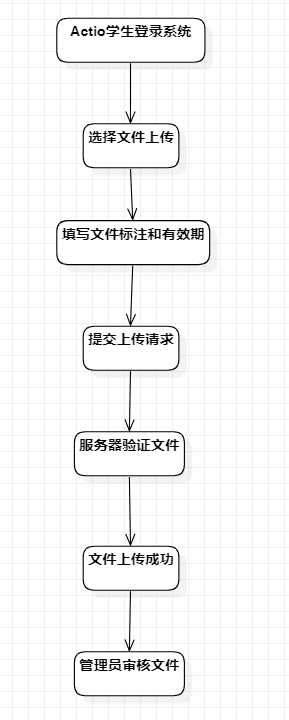 Actio学生登录系统
选择文件上传
填写文件标注和有效期
提交上传请求
服务器验证文件
文件上传成功
管理员审核文件